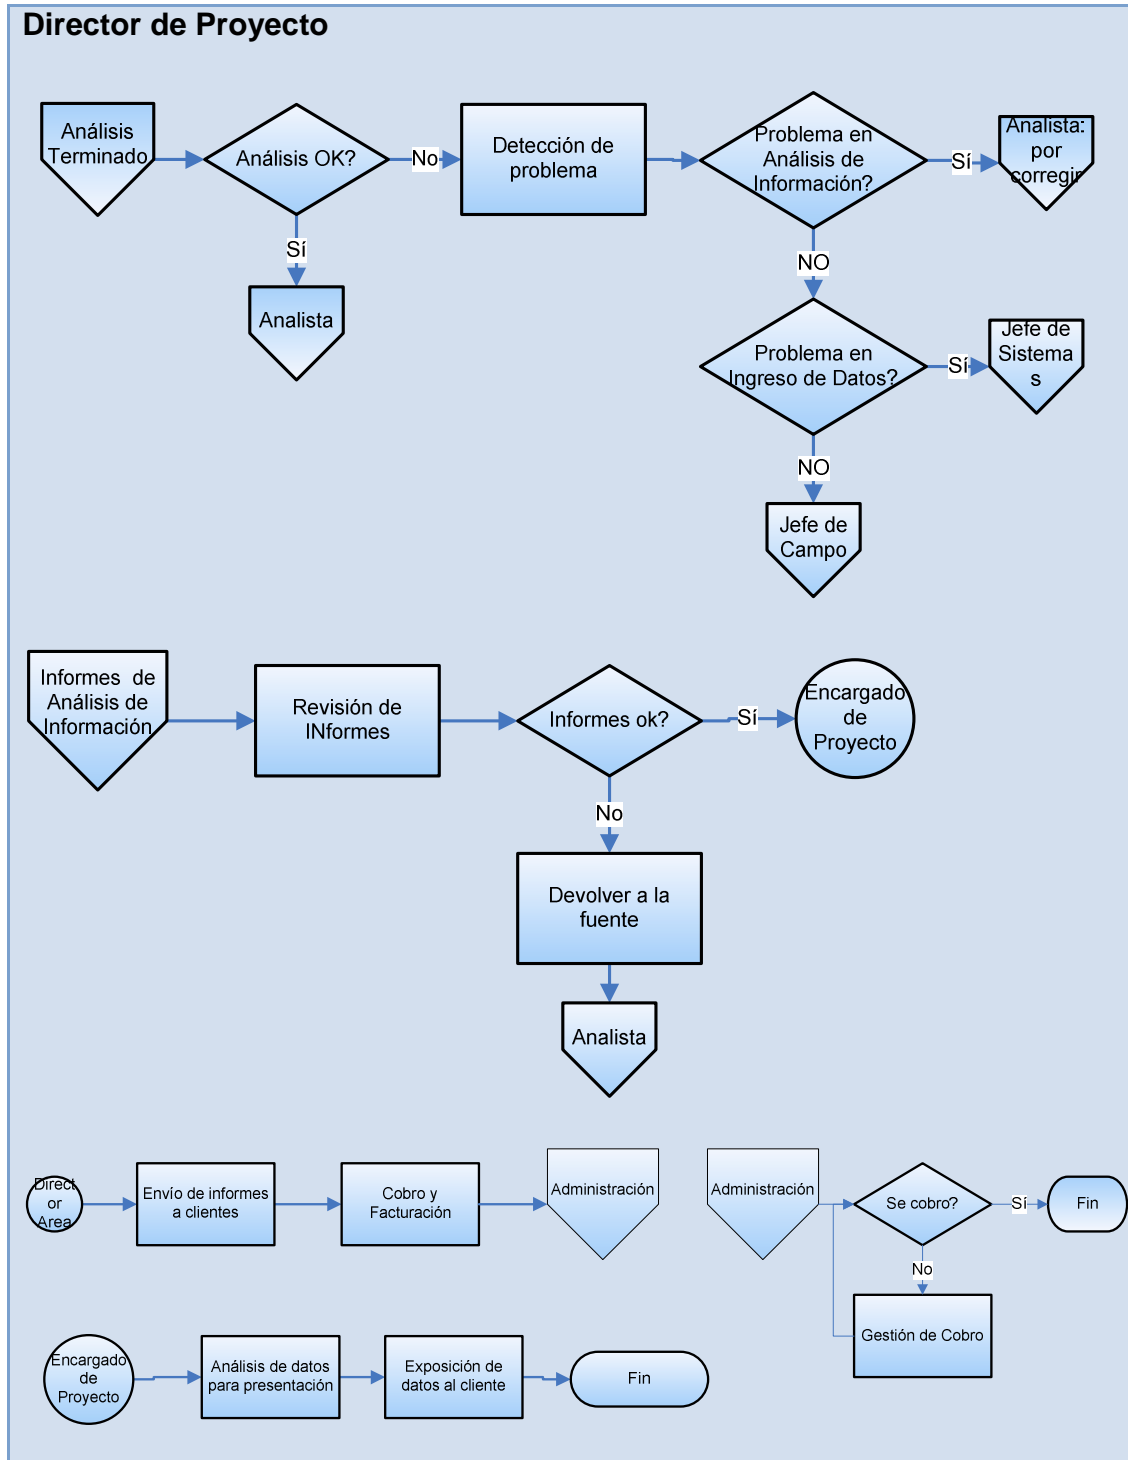 Director de Proyecto
Análisis
Terminado
Análisis OK?
No
Detección de
problema
Problema en
Análisis de
Información?
Sí
Analista:
por
corregir
Sí
Analista
NO
Problema en
Ingreso de Datos?
Sí
Jefe de
Sistema
s
NO
Jefe de
Campo
Informes de
Análisis de
Información
Revisión de
INformes
Informes ok?
Sí
Encargado
de
Proyecto
No
Devolver a la
fuente
Analista
Direct
or
Area
Envío de informes
a clientes
Cobro y
Facturación
Administración
Administración
Se cobro?
Sí
Fin
No
Gestión de Cobro
Encargado
de
Proyecto
Análisis de datos
para presentación
Exposición de
datos al cliente
Fin